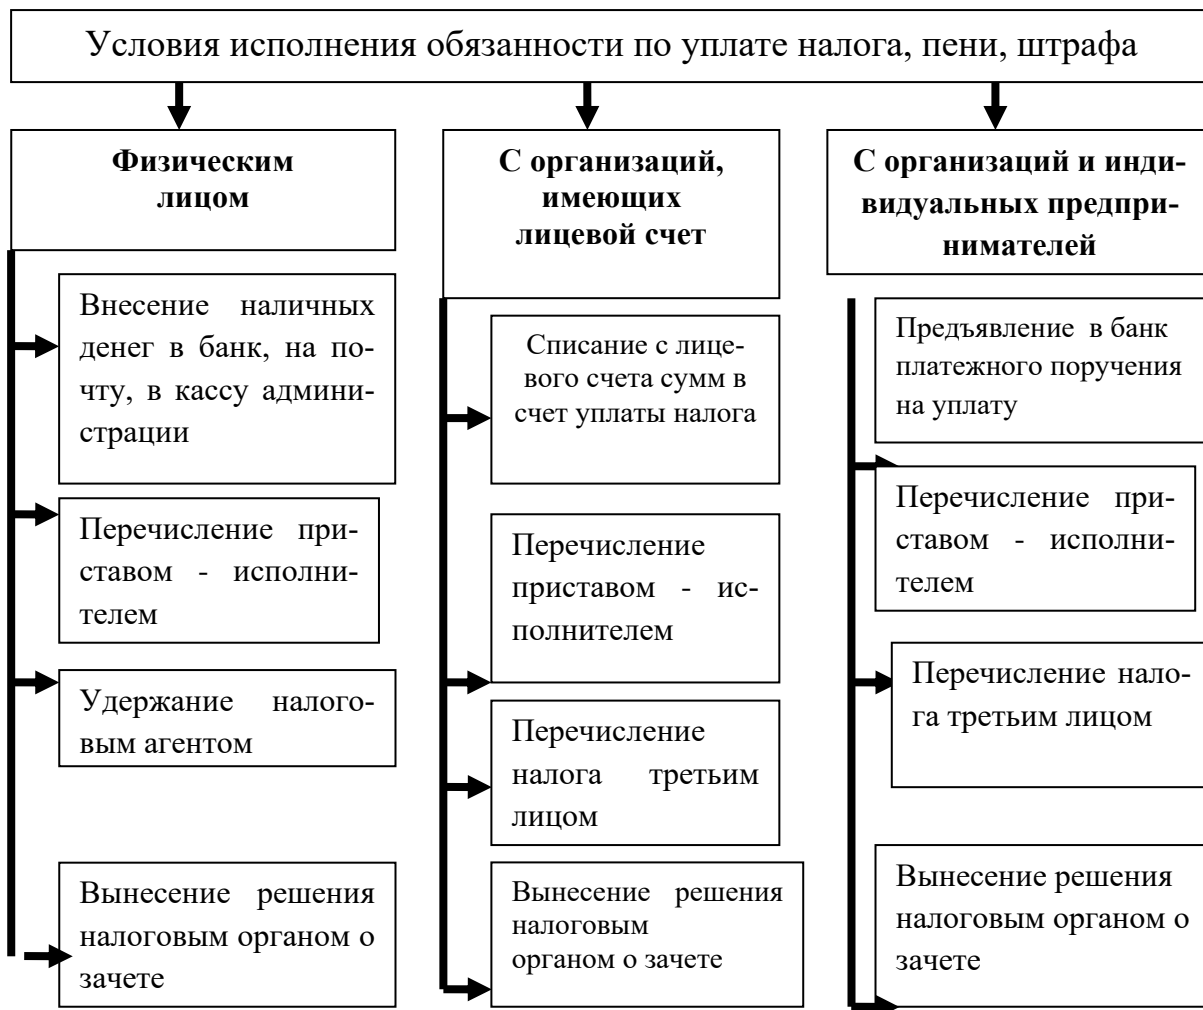 Условия исполнения обязанности по уплате налога, пени, штрафа
Физическим
лицом
Внесение наличных
денег в банк, на по-
чту, в кассу админи-
страции
Перечисление при-
ставом - исполни-
телем
Удержание налого-
вым агентом
Вынесение решения
налоговым органом о
зачете
С организаций,
имеющих
лицевой счет
Списание с лице-
вого счета сумм в
счет уплаты налога
Перечисление
приставом - ис-
полнителем
Перечисление
налога третьим
лицом
Вынесение решения
налоговым
органом о зачете
С организаций и инди-
видуальных предпри-
нимателей
Предъявление в банк
платежного поручения
на уплату
Перечисление при-
ставом - исполни-
телем
Перечисление нало-
га третьим лицом
Вынесение решения
налоговым органом о
зачете